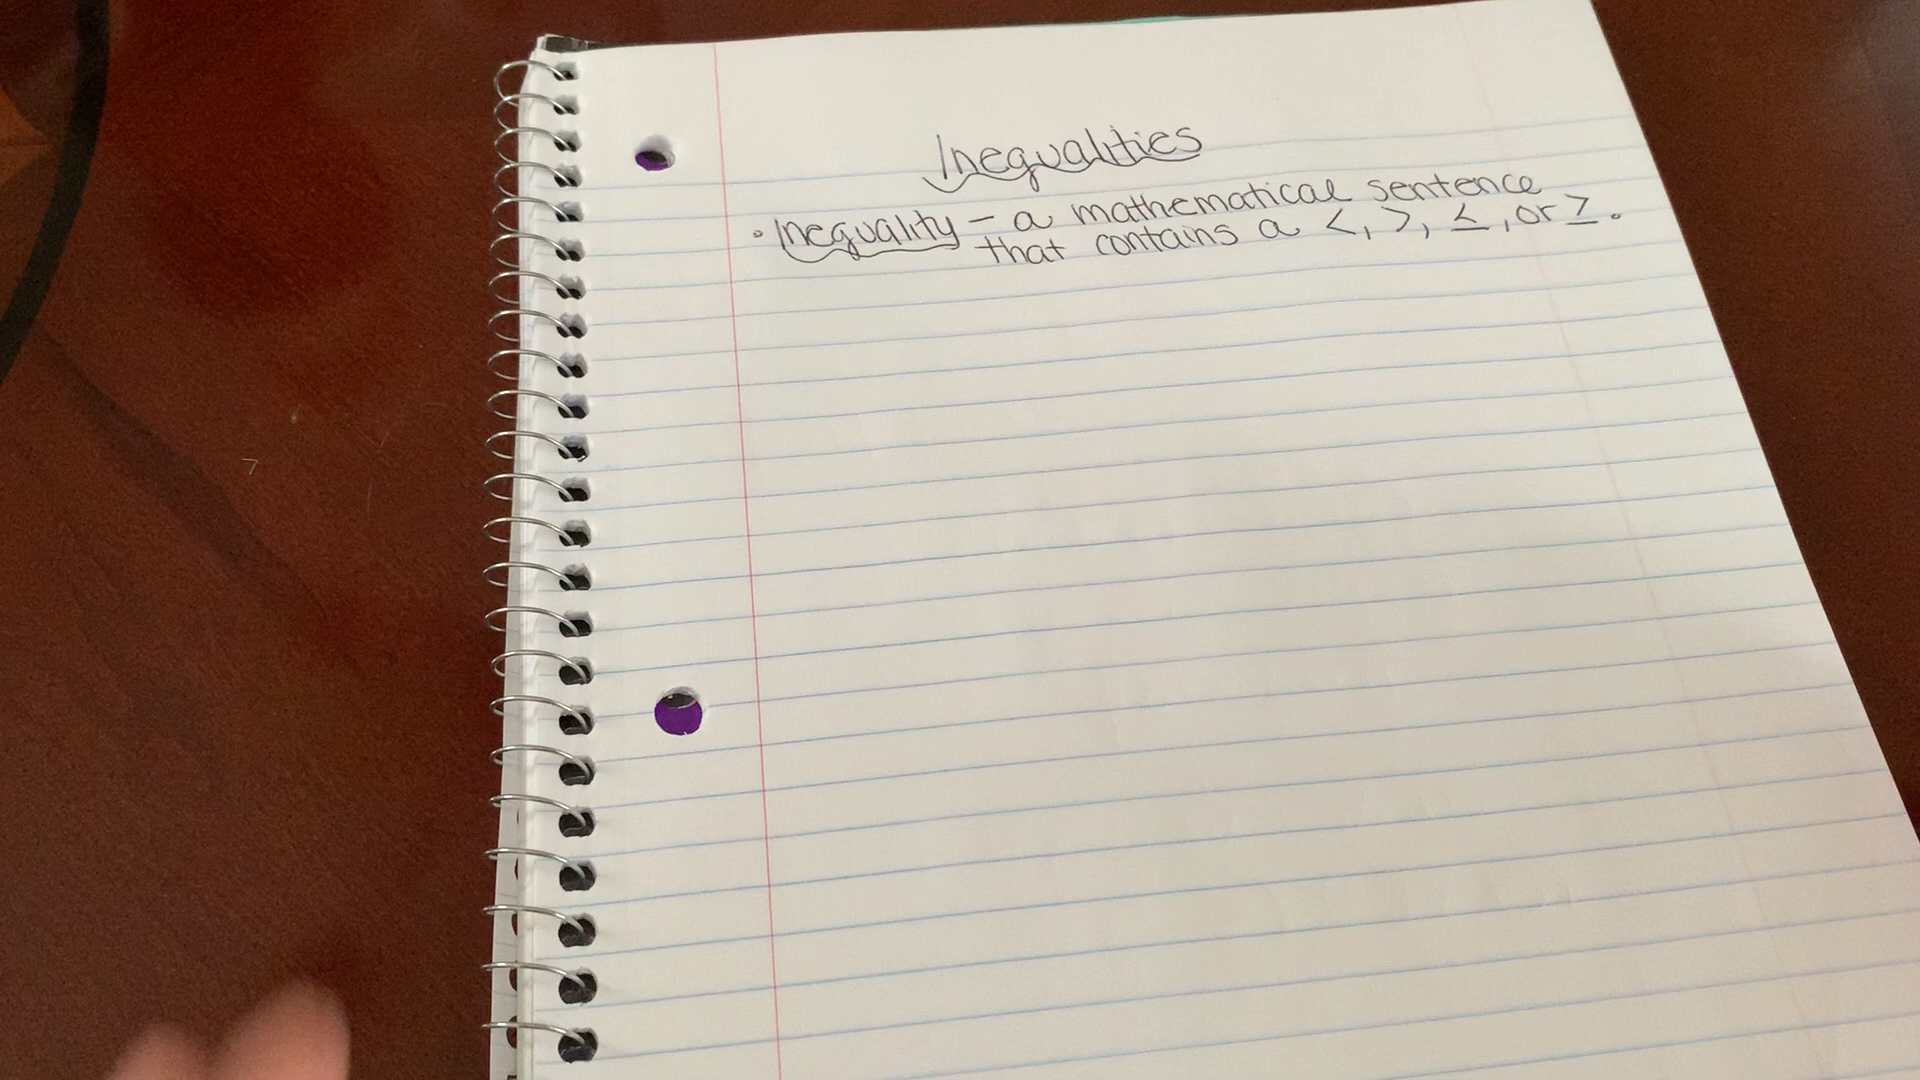 Inequalities
• Inequality - a mathematical sentence
that contains a <, >, ≤, or ≥.